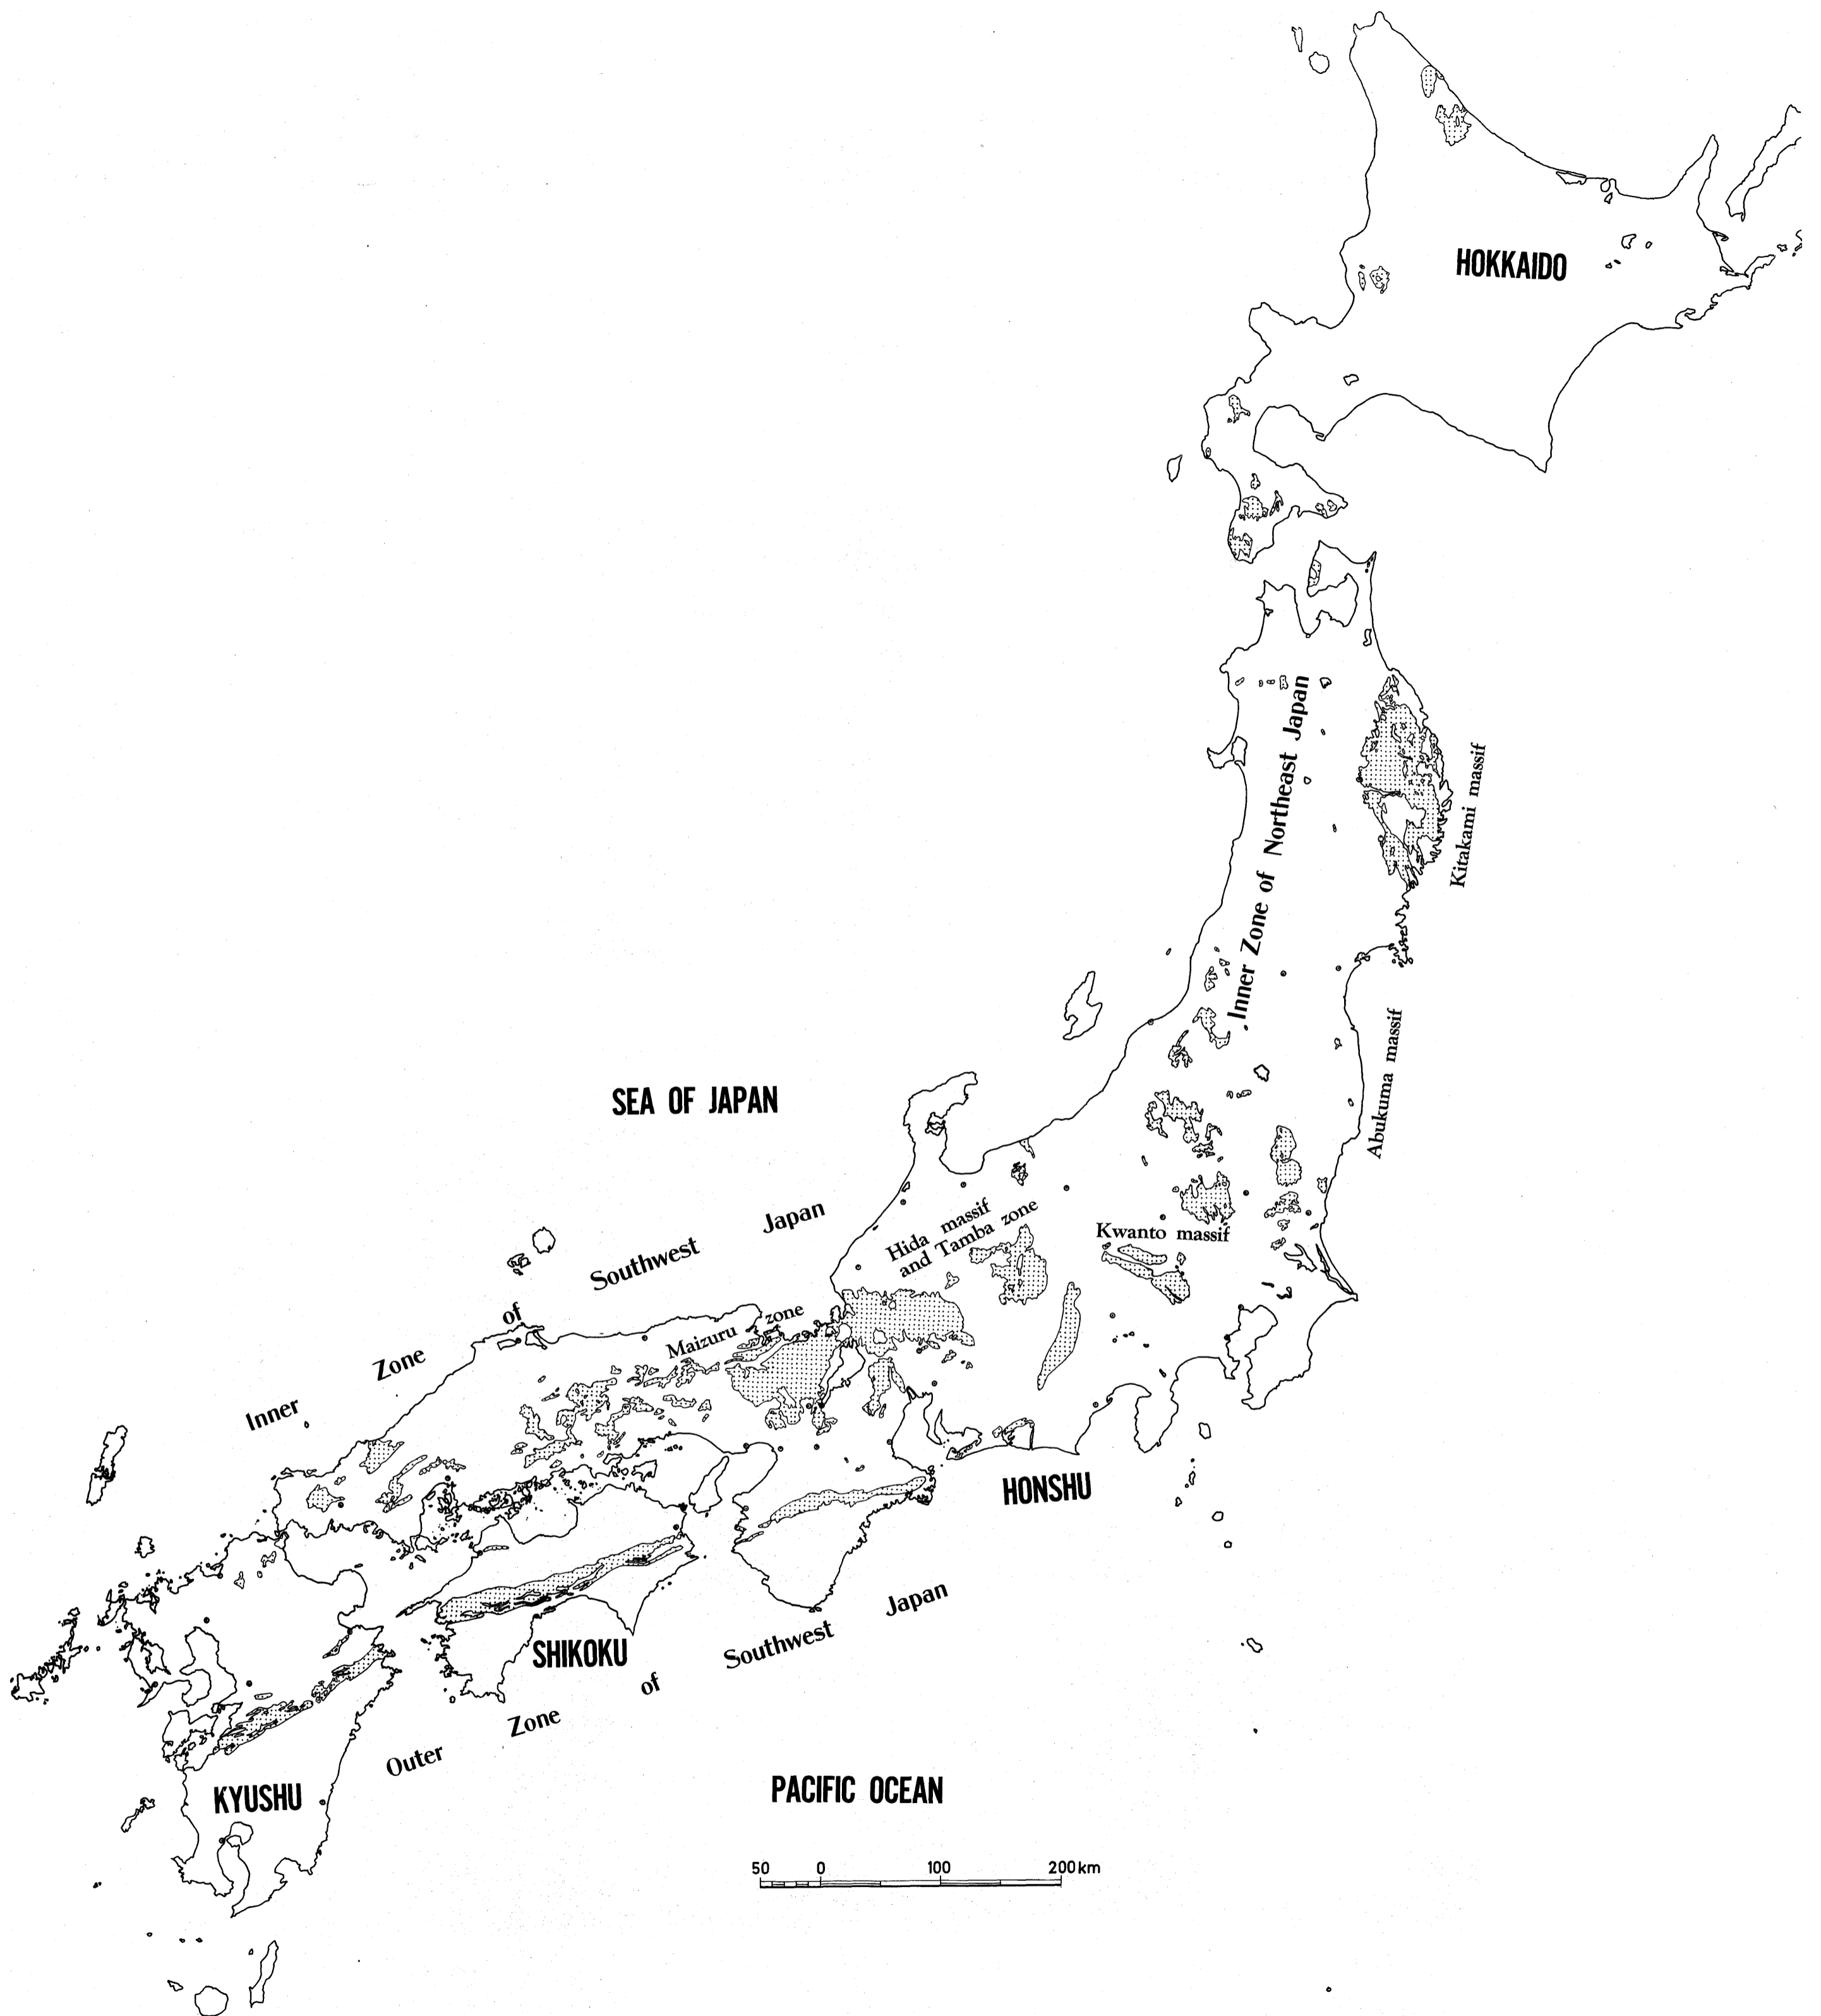 HOKKAIDO
Inner Zone of Northeast Japan
Kitakami massif
Abukuma massif
SEA OF JAPAN
Hida massif
and Tamba zone
Kwanto massif
Inner Zone of Southwest Japan
Maizuru zone
HONSHU
SHIKOKU
Outer Zone of Southwest Japan
KYUSHU
PACIFIC OCEAN
50 0 100 200 km